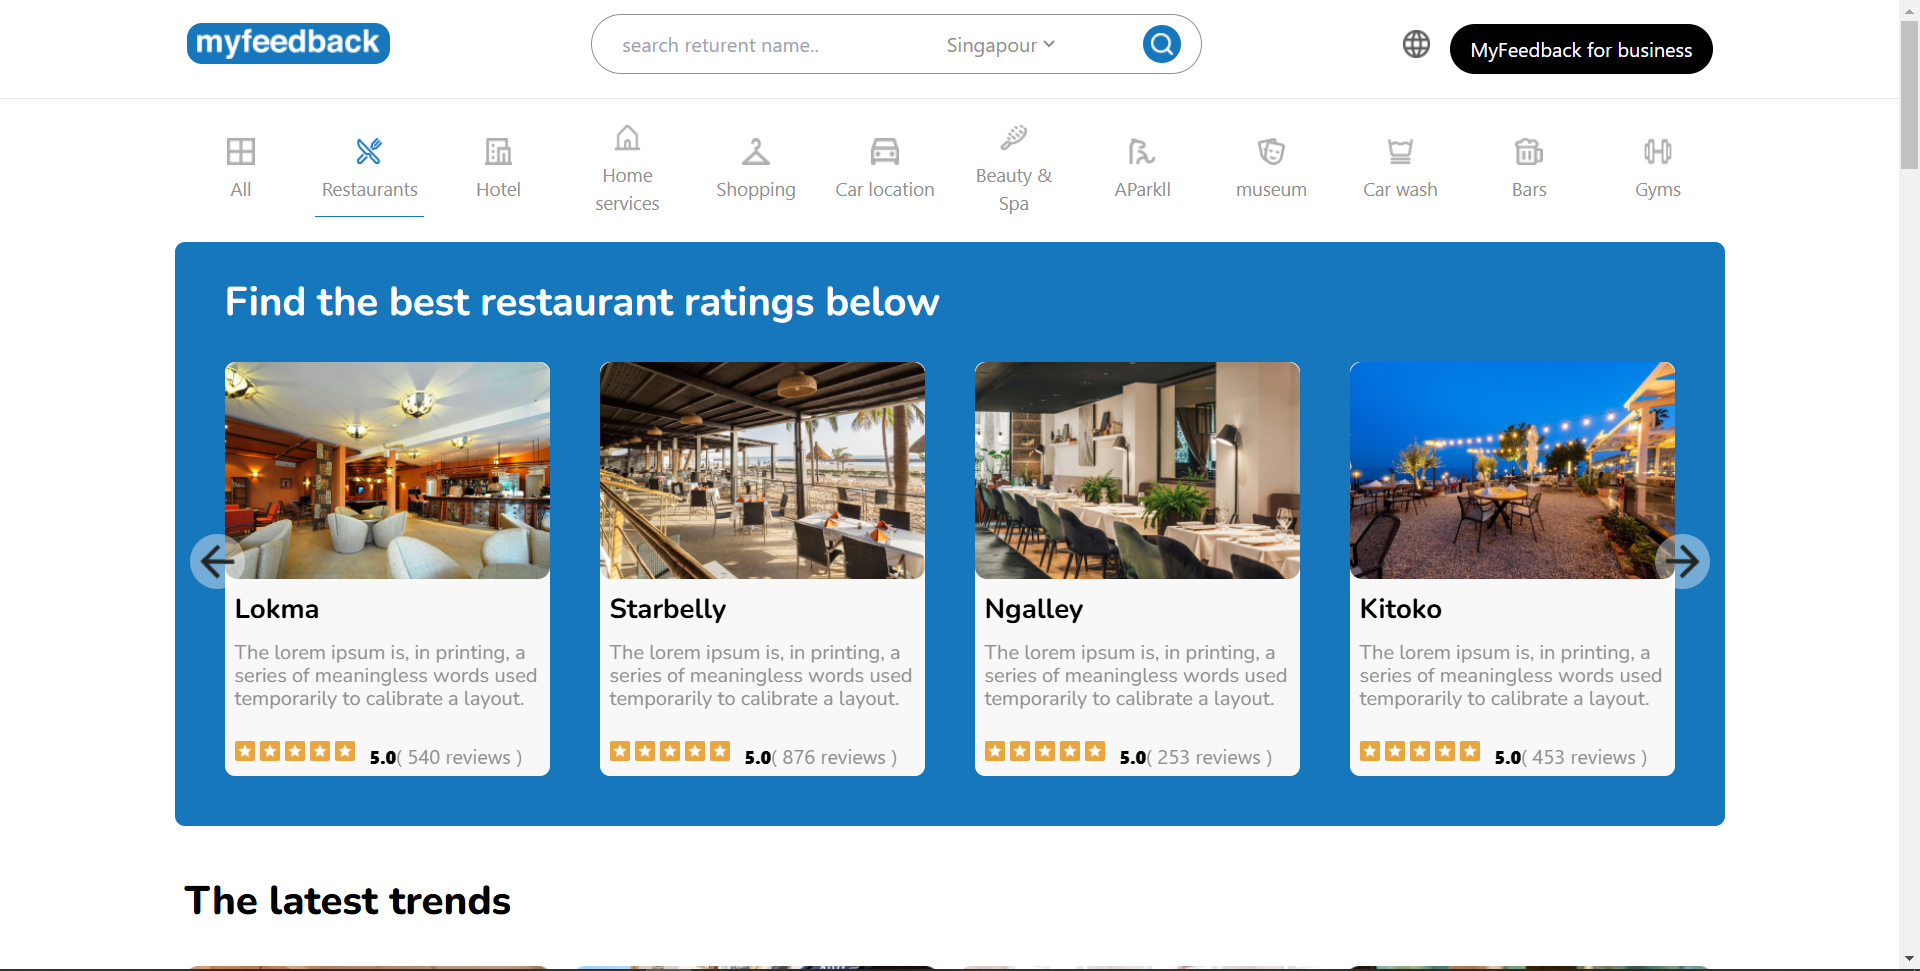 myfeedback
search returent name..
Singapour
MyFeedback for business
All
Restaurants
Hotel
Home
services
Shopping
Car location
Beauty &
Spa
AParkll
museum
Car wash
Bars
Gyms
Find the best restaurant ratings below
Lokma
The lorem ipsum is, in printing, a
series of meaningless words used
temporarily to calibrate a layout.
5.0( 540 reviews )
Starbelly
The lorem ipsum is, in printing, a
series of meaningless words used
temporarily to calibrate a layout.
5.0( 876 reviews )
Ngalley
The lorem ipsum is, in printing, a
series of meaningless words used
temporarily to calibrate a layout.
5.0( 253 reviews )
Kitoko
The lorem ipsum is, in printing, a
series of meaningless words used
temporarily to calibrate a layout.
5.0( 453 reviews )
The latest trends